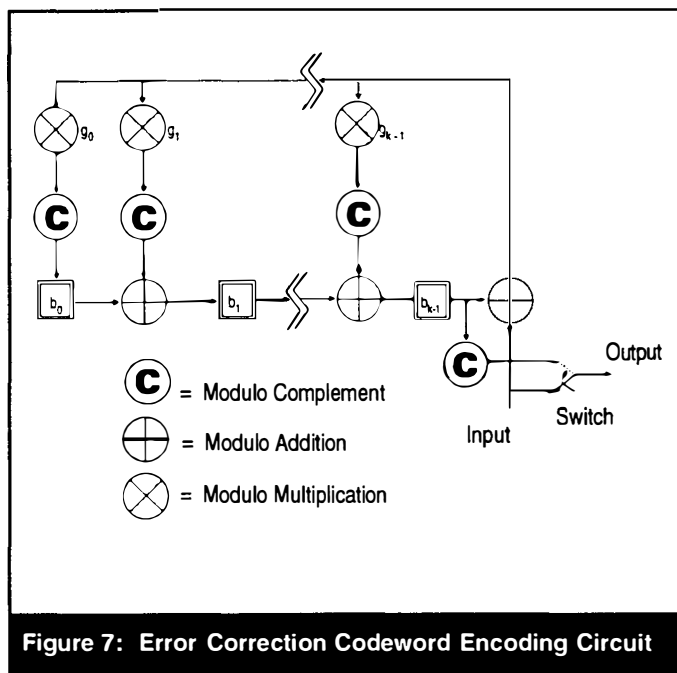 g0 g1 gk-1
C C C
b0 b1 bk-1
C
Output
Input Switch
C = Modulo Complement
= Modulo Addition
= Modulo Multiplication
Figure 7: Error Correction Codeword Encoding Circuit